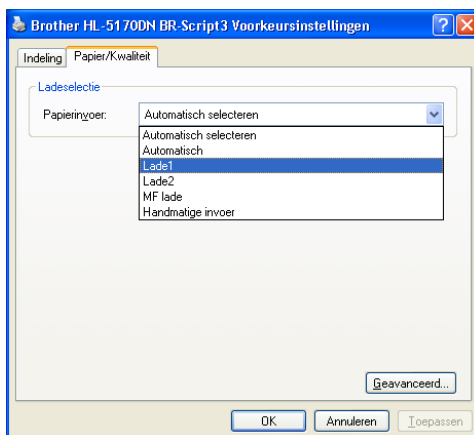 Brother HL-5170DN BR-Script3 Voorkeursinstellingen
Indeling Papier/Kwaliteit
Ladeselectie
Papierinvoer: Automatisch selecteren
Automatisch selecteren
Automatisch
Lade1
Lade2
MF lade
Handmatige invoer
Geavanceerd...
OK Annuleren Toepassen